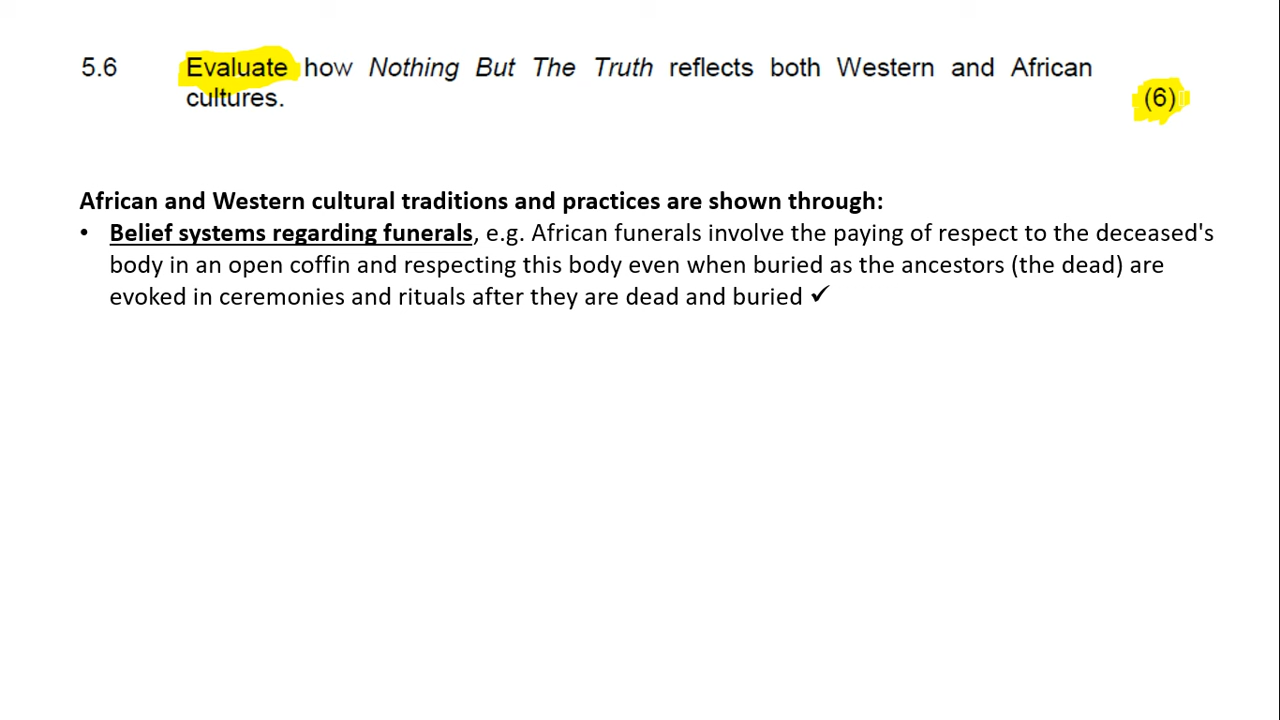 5.6 Evaluate how Nothing But The Truth reflects both Western and African
cultures. (6)
African and Western cultural traditions and practices are shown through:
• Belief systems regarding funerals, e.g. African funerals involve the paying of respect to the deceased's
body in an open coffin and respecting this body even when buried as the ancestors (the dead) are
evoked in ceremonies and rituals after they are dead and buried ✓